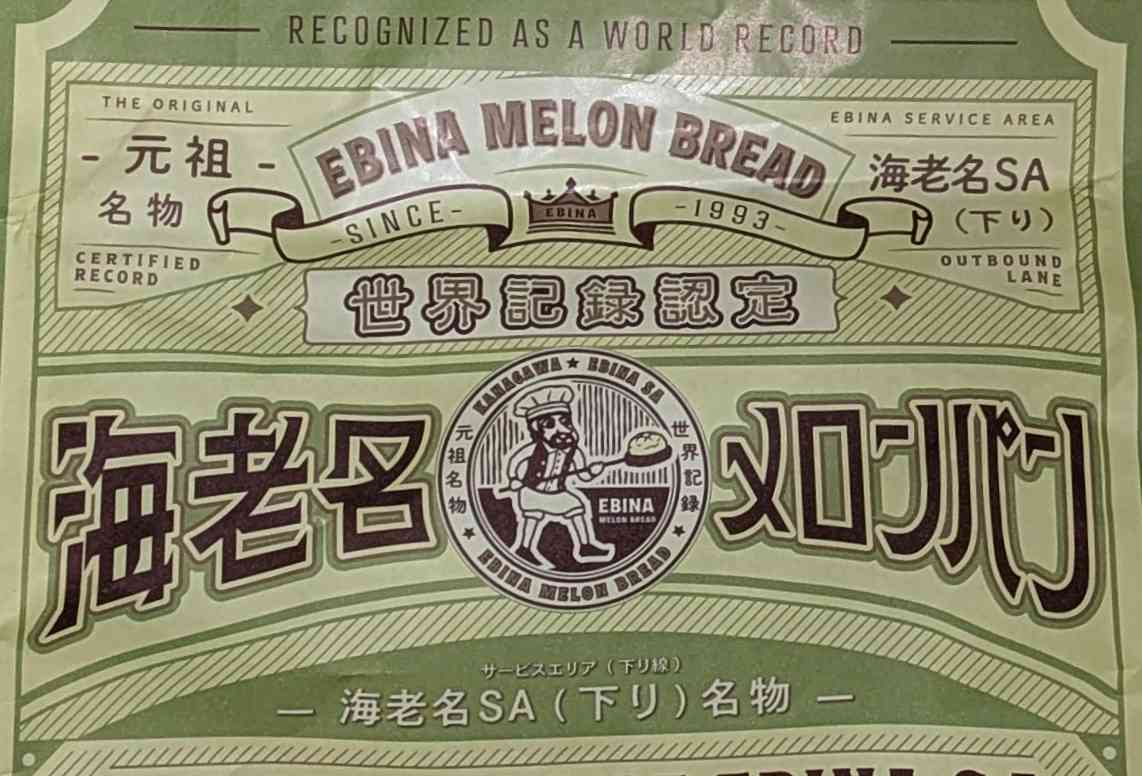 RECOGNIZED AS A WORLD RECORD
THE ORIGINAL
- 元祖 -
名物
CERTIFIED
RECORD
EBINA MELON BREAD
-SINCE-
EBINA
-1993-
EBINA SERVICE AREA
海老名SA
(下り)
OUTBOUND
LANE
世界記録認定
海老名
KANAGAWA ★ EBINA SA
元祖名物
世界記録
EBINA
MELON BREAD
★ EBINA MELON BREAD ★
メロンパン
サービスエリア(下り線)
— 海老名SA(下り)名物 —